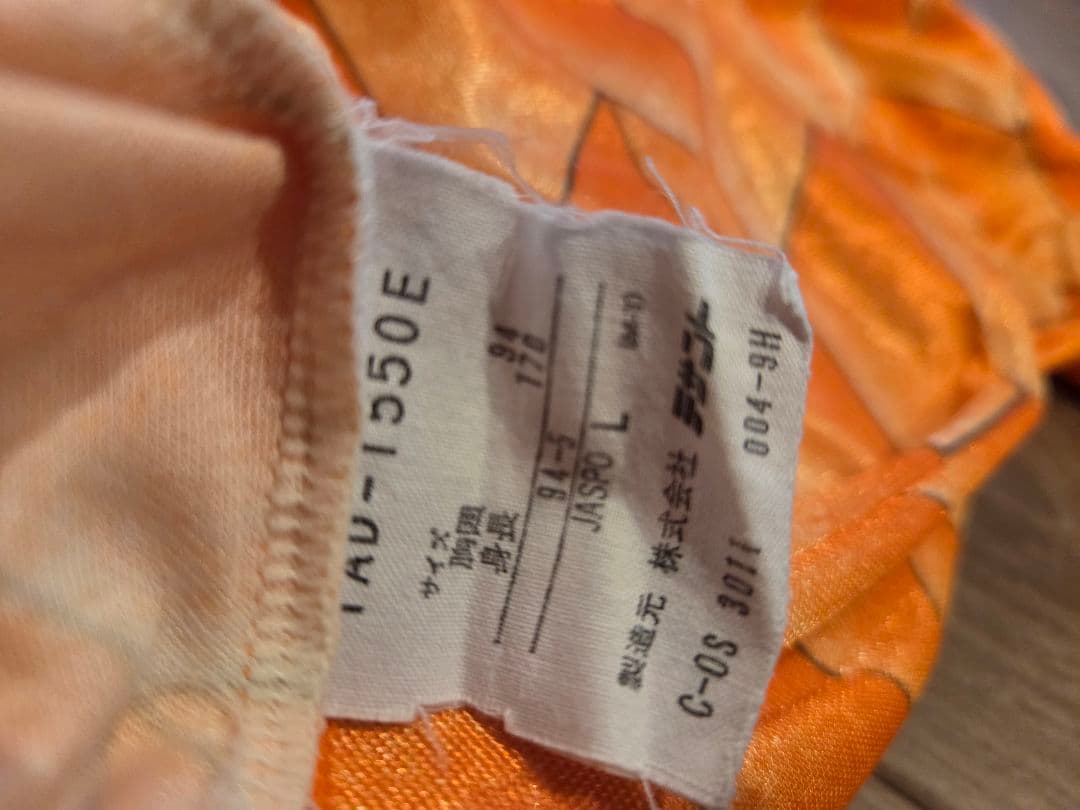 TAD-1550E
サイズ
胸囲 94
身長 170
94-5
JASPO L
製造元 株式会社 デサント
C-OS 3011 004-9H